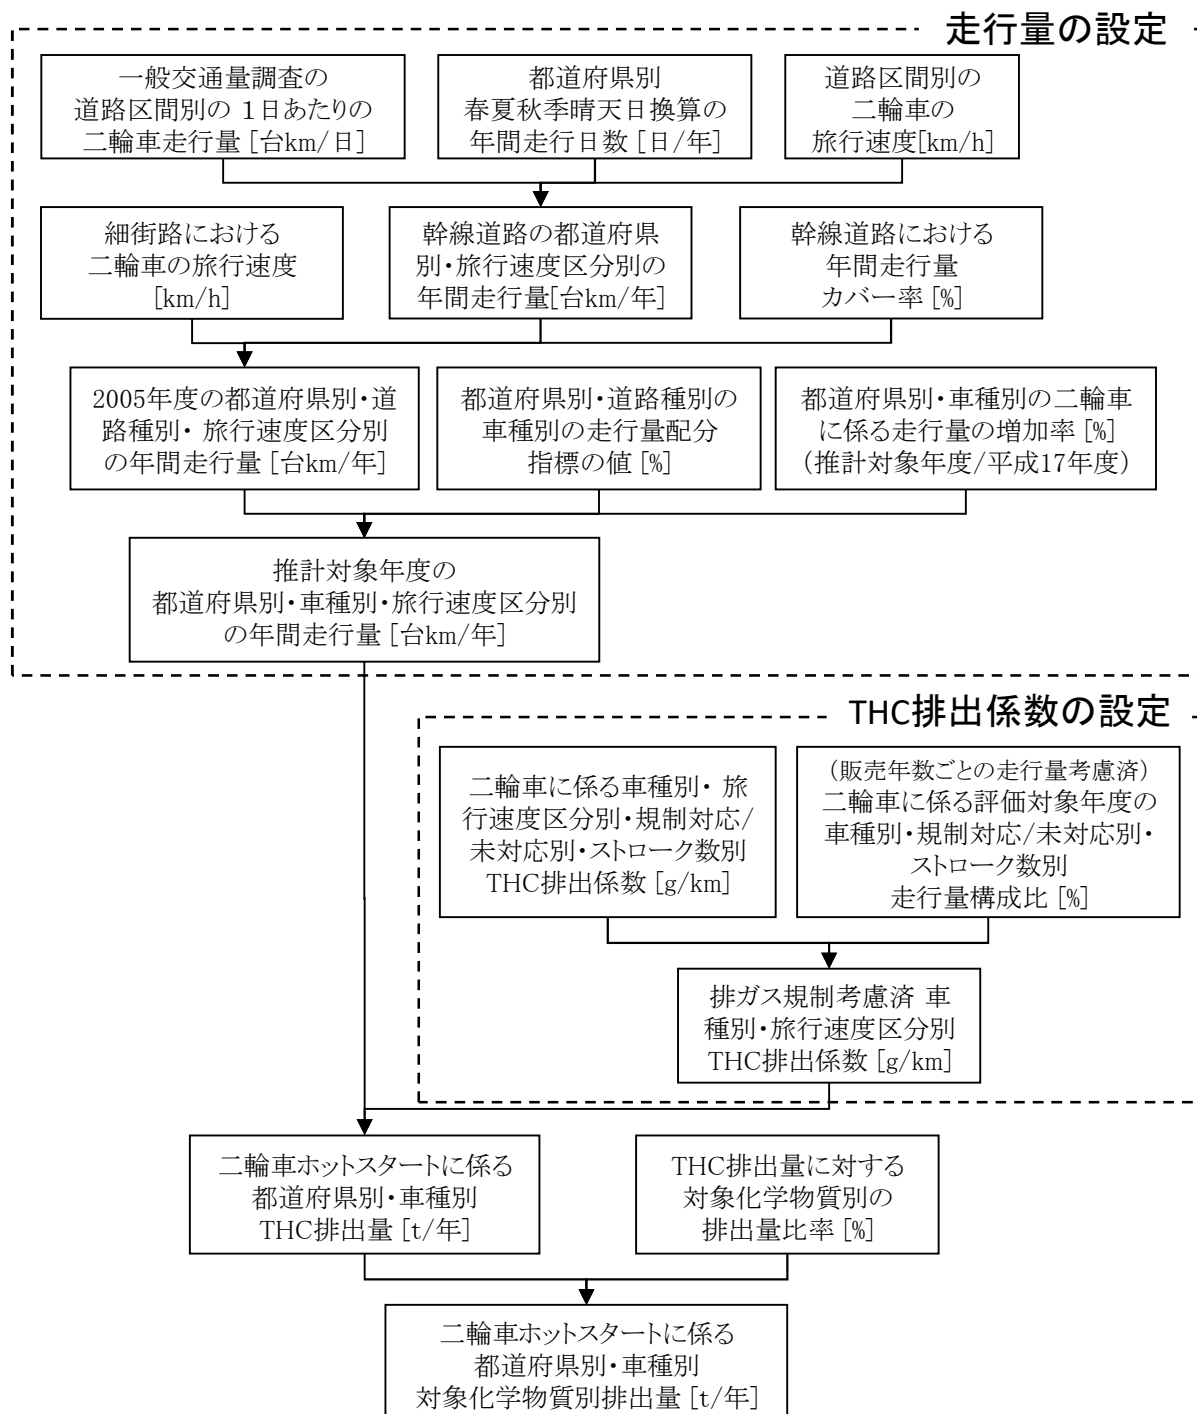 走行量の設定
一般交通量調査の
道路区間別の 1日あたりの
二輪車走行量 [台km/日]
都道府県別
春夏秋季晴天日換算の
年間走行日数 [日/年]
道路区間別の
二輪車の
旅行速度[km/h]
細街路における
二輪車の旅行速度
[km/h]
幹線道路の都道府県
別・旅行速度区分別の
年間走行量[台km/年]
幹線道路における
年間走行量
カバー率 [%]
2005年度の都道府県別・道
路種別・ 旅行速度区分別
の年間走行量 [台km/年]
都道府県別・道路種別の
車種別の走行量配分
指標の値 [%]
都道府県別・車種別の二輪車
に係る走行量の増加率 [%]
(推計対象年度/平成17年度)
推計対象年度の
都道府県別・車種別・旅行速度区分別
の年間走行量 [台km/年]
THC排出係数の設定
二輪車に係る車種別・ 旅
行速度区分別・規制対応/
未対応別・ストローク数別
THC排出係数 [g/km]
(販売年数ごとの走行量考慮済)
二輪車に係る評価対象年度の
車種別・規制対応/未対応別・
ストローク数別
走行量構成比 [%]
排ガス規制考慮済 車
種別・旅行速度区分別
THC排出係数 [g/km]
二輪車ホットスタートに係る
都道府県別・車種別
THC排出量 [t/年]
THC排出量に対する
対象化学物質別の
排出量比率 [%]
二輪車ホットスタートに係る
都道府県別・車種別
対象化学物質別排出量 [t/年]